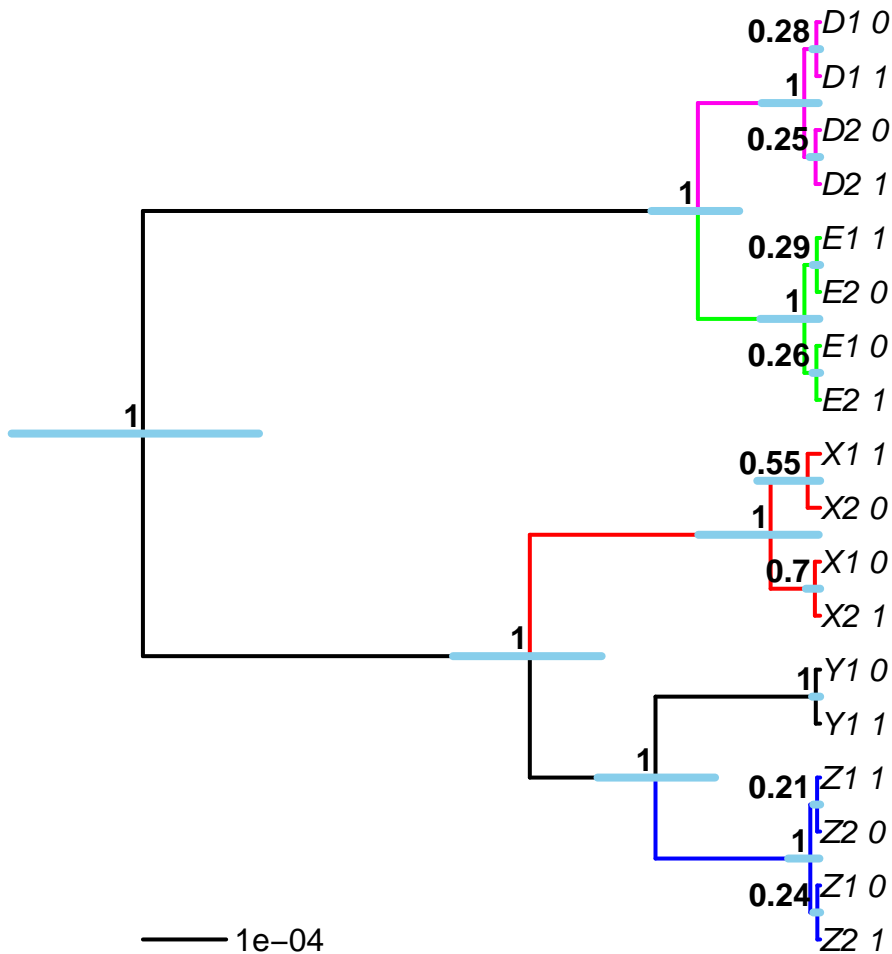 0.28
D1 0
D1 1
1
D2 0
0.25
D2 1
1
E1 1
0.29
E2 0
1
E1 0
0.26
E2 1
1
X1 1
0.55
X2 0
1
X1 0
0.7
X2 1
1
Y1 0
1
Y1 1
1
Z1 1
0.21
Z2 0
1
Z1 0
0.24
Z2 1
1e−04